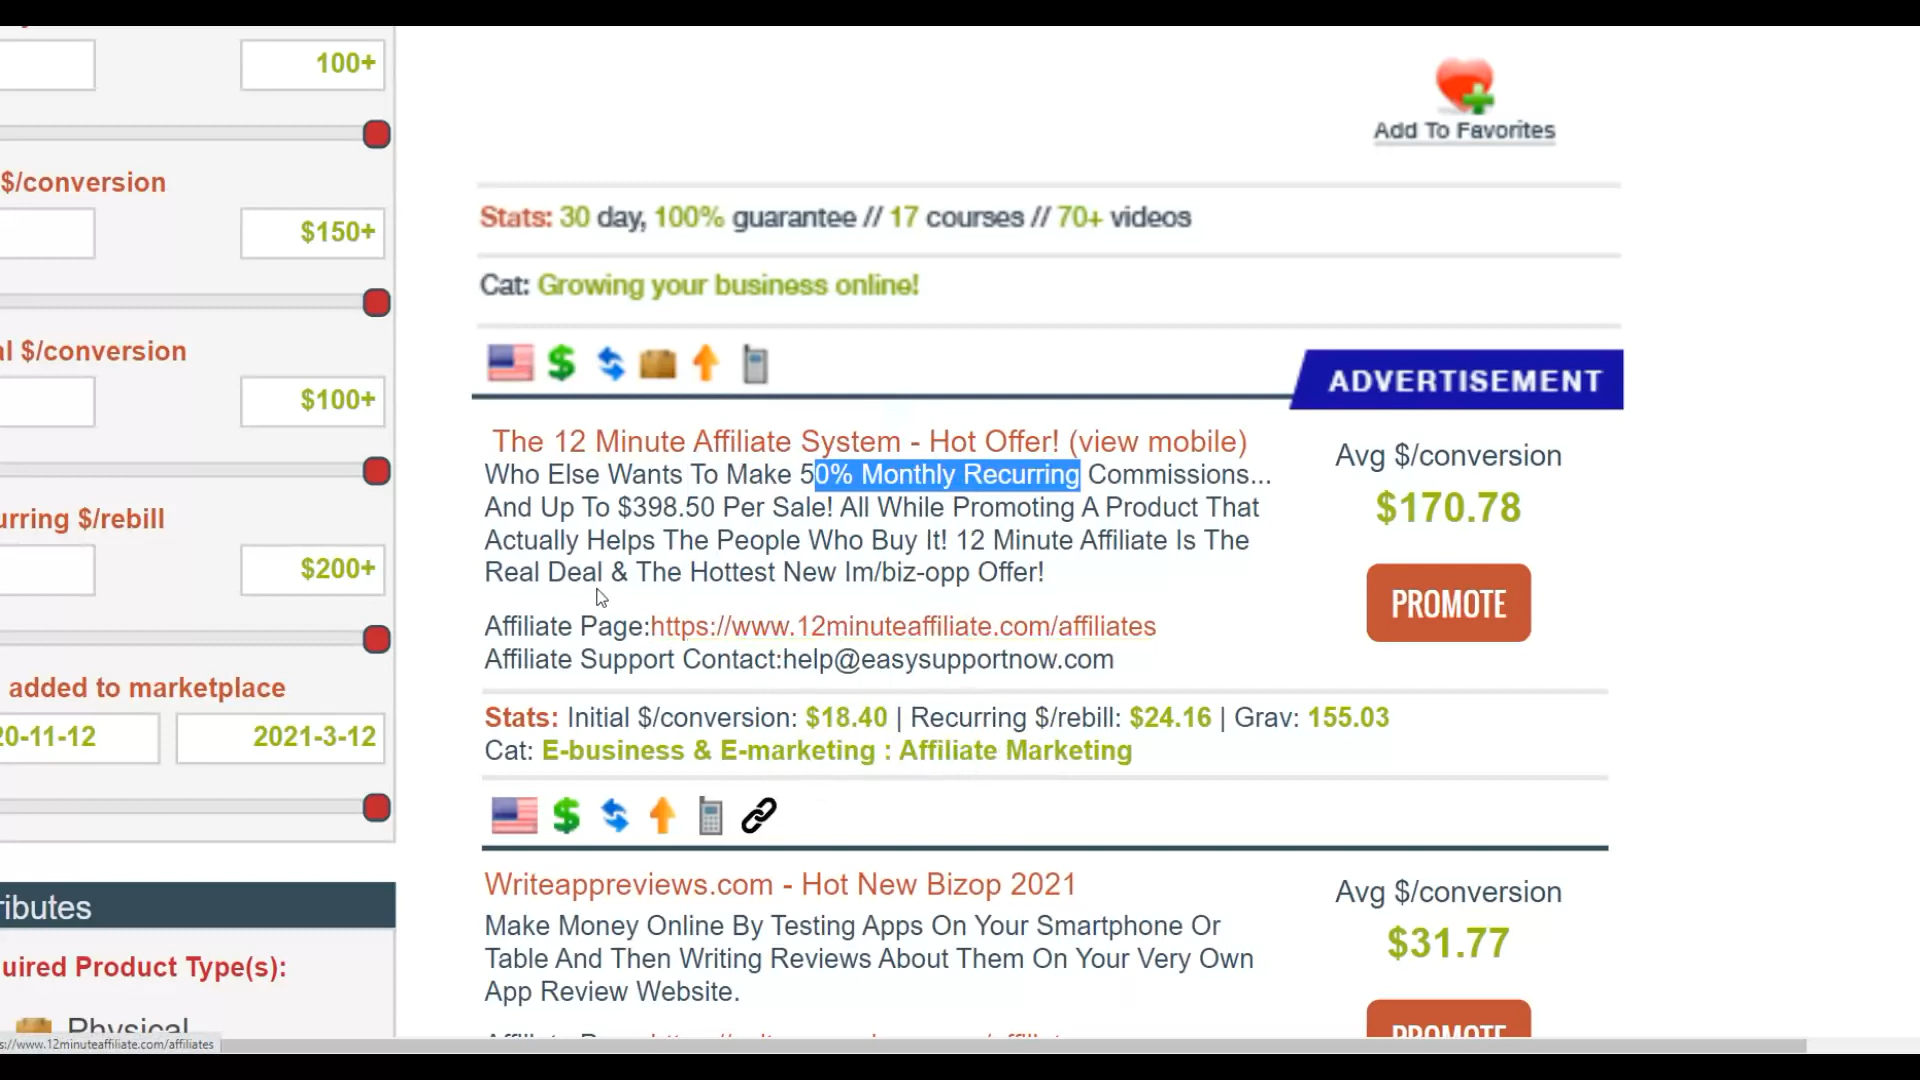 100+
Add To Favorites
$/conversion
Stats: 30 day, 100% guarantee // 17 courses // 70+ videos
$150+
Cat: Growing your business online!
l $/conversion
ADVERTISEMENT
$100+
The 12 Minute Affiliate System - Hot Offer! (view mobile)
Who Else Wants To Make 50% Monthly Recurring Commissions...
And Up To $398.50 Per Sale! All While Promoting A Product That
Actually Helps The People Who Buy It! 12 Minute Affiliate Is The
Real Deal & The Hottest New Im/biz-opp Offer!
Avg $/conversion
$170.78
PROMOTE
urring $/rebill
$200+
Affiliate Page:https://www.12minuteaffiliate.com/affiliates
Affiliate Support Contact:help@easysupportnow.com
added to marketplace
20-11-12
2021-3-12
Stats: Initial $/conversion: $18.40 | Recurring $/rebill: $24.16 | Grav: 155.03
Cat: E-business & E-marketing : Affiliate Marketing
Writeappreviews.com - Hot New Bizop 2021
Make Money Online By Testing Apps On Your Smartphone Or
Table And Then Writing Reviews About Them On Your Very Own
App Review Website.
Avg $/conversion
$31.77
PROMOTE
ributes
uired Product Type(s):
Physical
s://www.12minuteaffiliate.com/affiliates